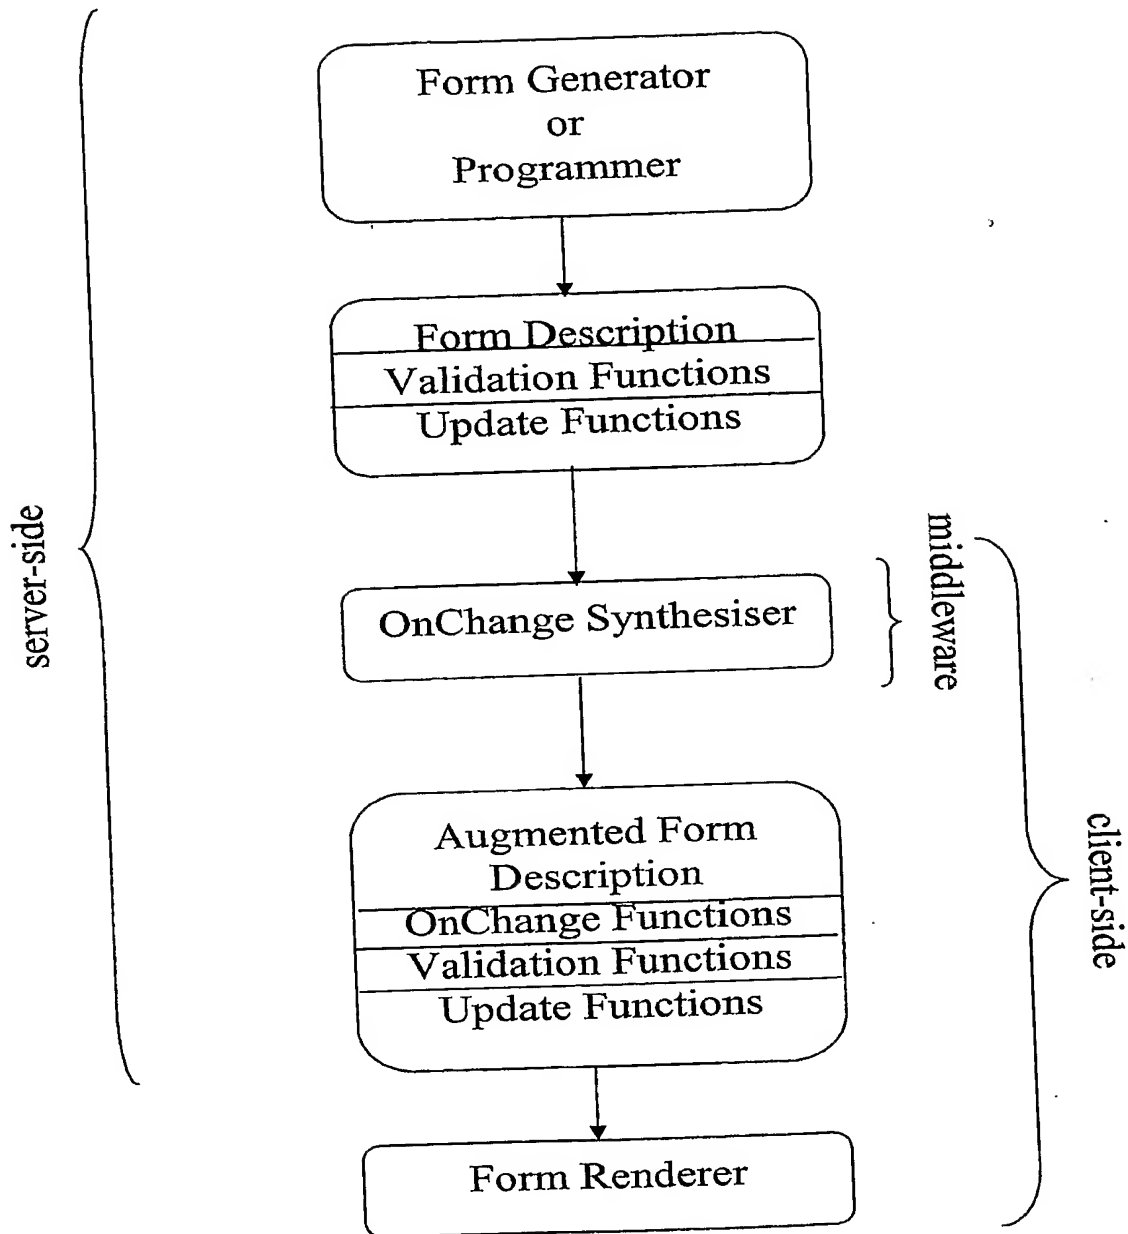 Form Generator
or
Programmer
Form Description
Validation Functions
Update Functions
server-side
middleware
OnChange Synthesiser
client-side
Augmented Form
Description
OnChange Functions
Validation Functions
Update Functions
Form Renderer